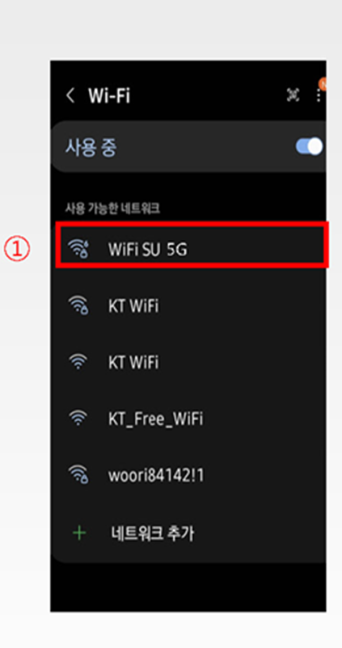 < Wi-Fi
사용 중
사용 가능한 네트워크
① WiFi SU 5G
KT WiFi
KT WiFi
KT_Free_WiFi
woori84142!1
+ 네트워크 추가